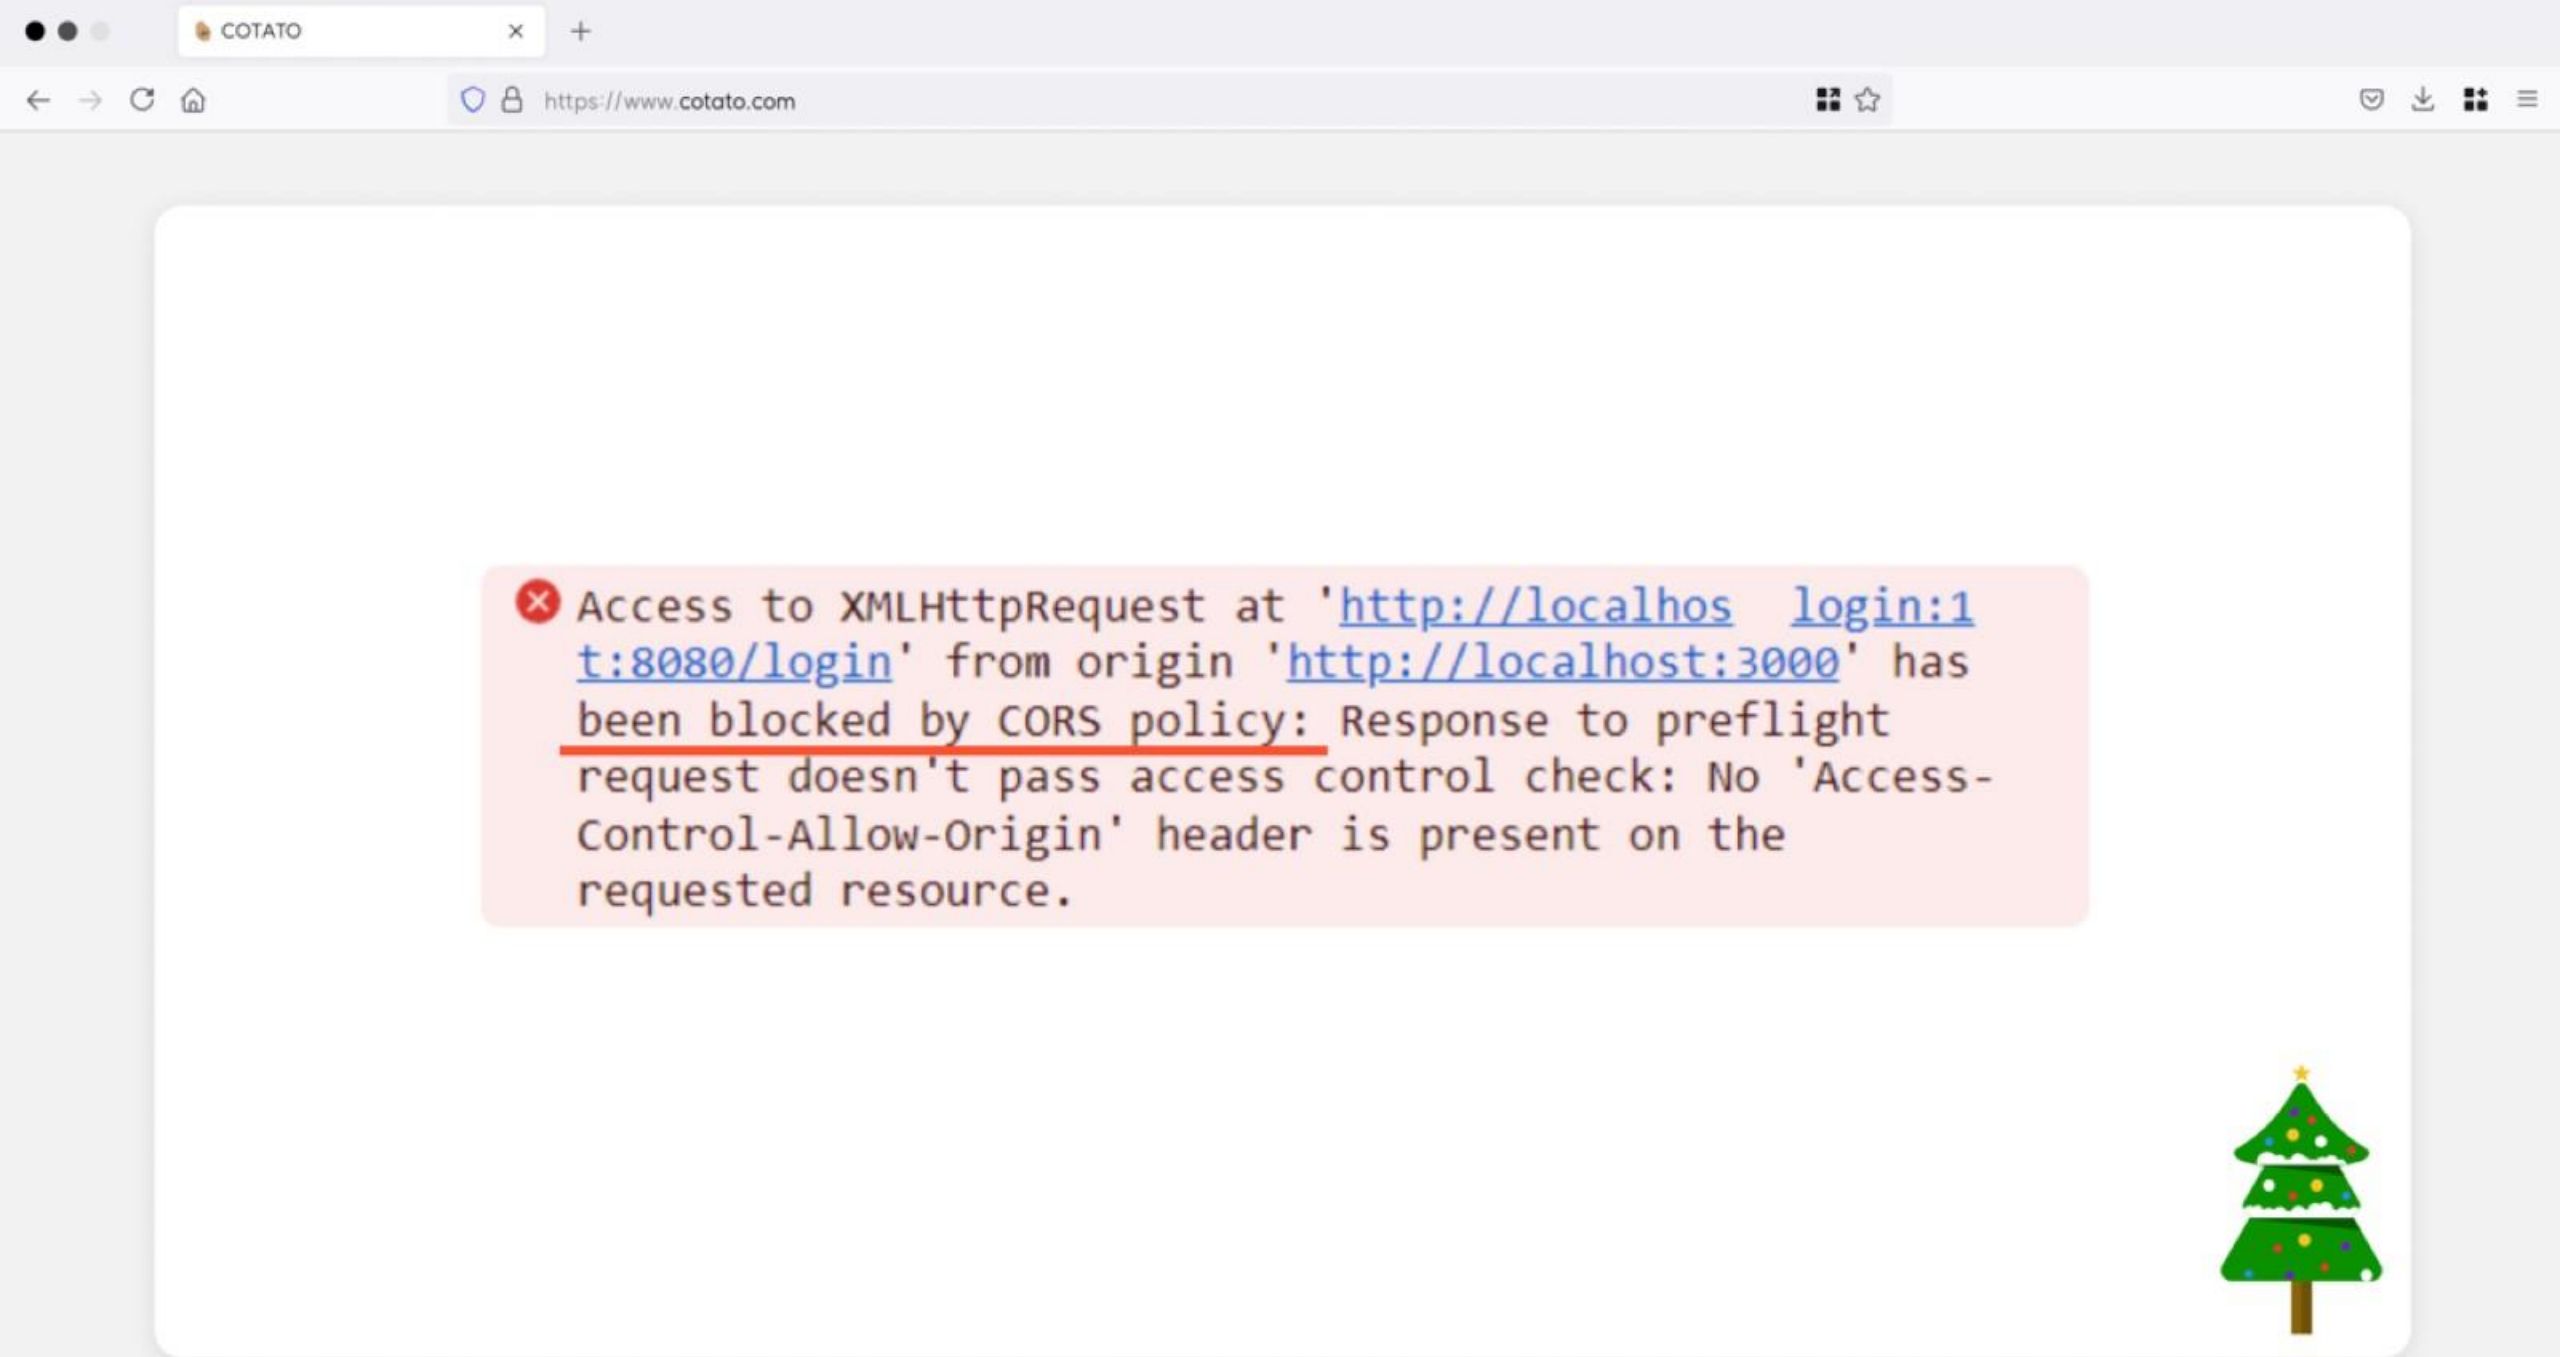 COTATO
https://www.cotato.com
Access to XMLHttpRequest at 'http://localhos login:1
t:8080/login' from origin 'http://localhost:3000' has
been blocked by CORS policy: Response to preflight
request doesn't pass access control check: No 'Access-
Control-Allow-Origin' header is present on the
requested resource.